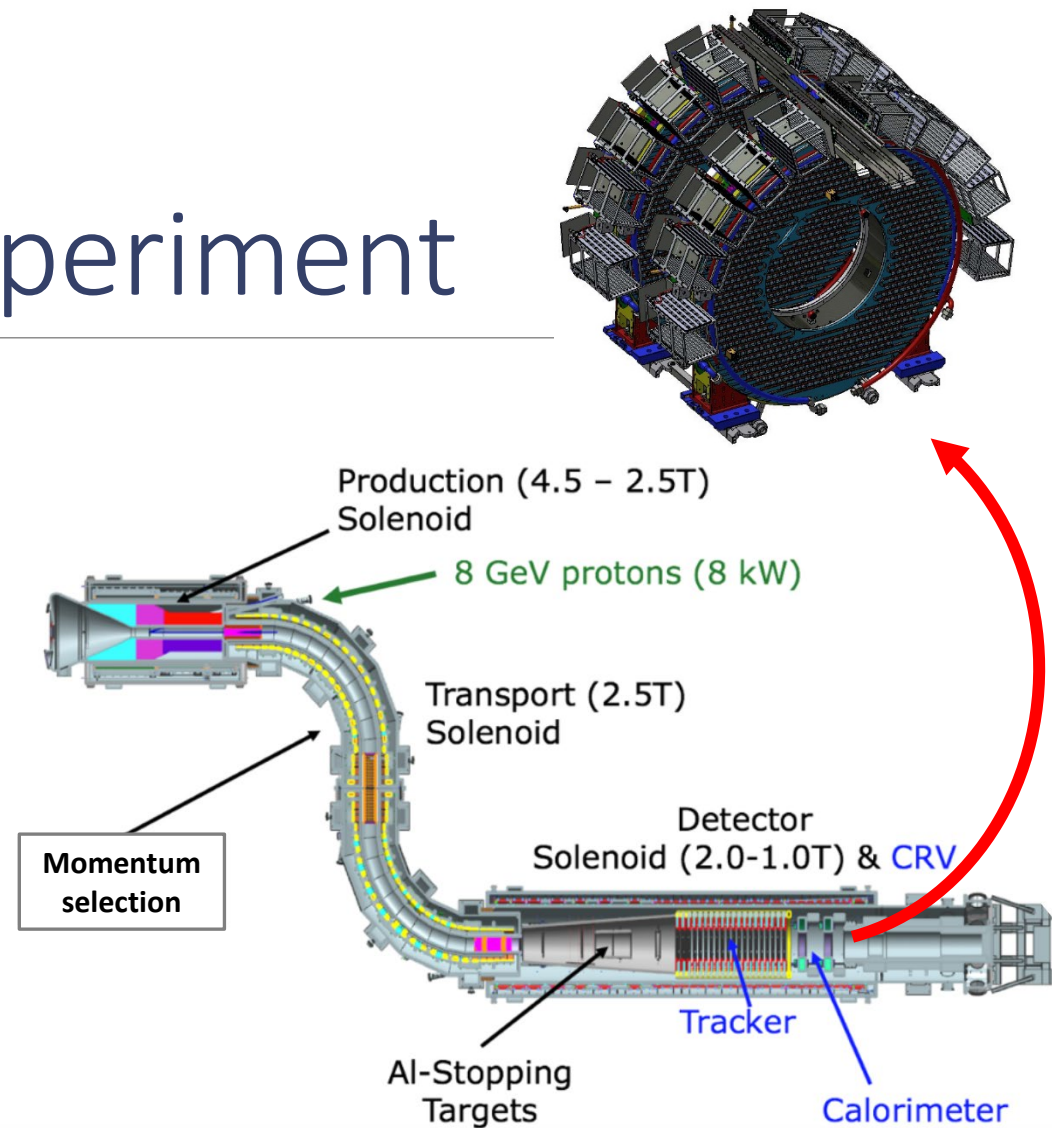 periment
Production (4.5 – 2.5T)
Solenoid
8 GeV protons (8 kW)
Transport (2.5T)
Solenoid
Momentum
selection
Detector
Solenoid (2.0-1.0T) & CRV
Tracker
Al-Stopping
Targets
Calorimeter